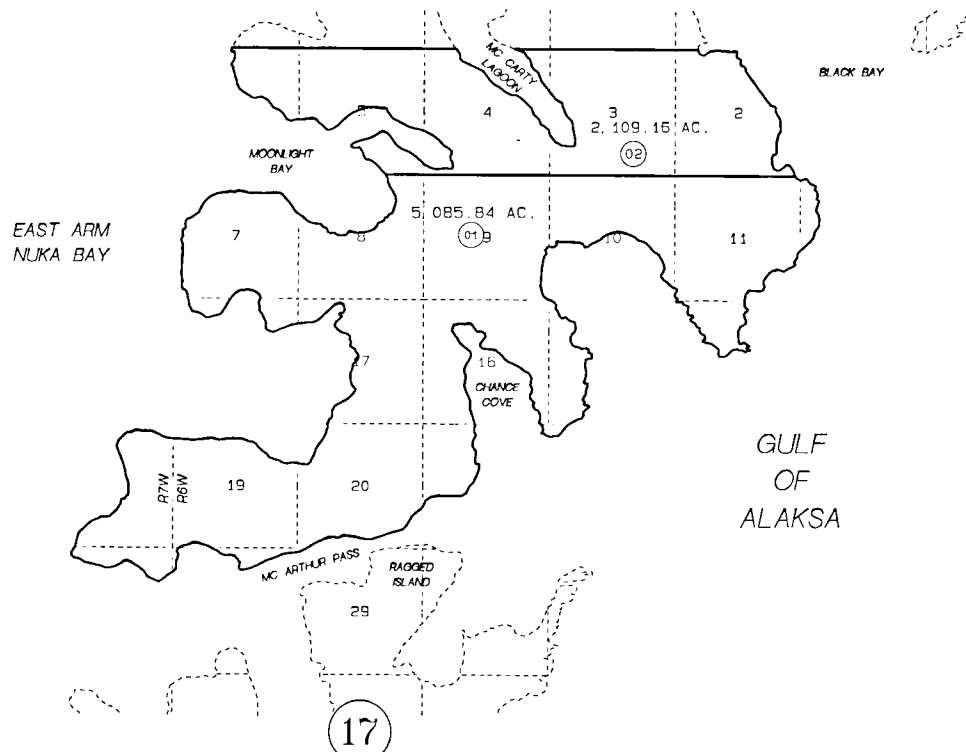 MC CARTY
LAGOON
BLACK BAY
5
4
3
2
2,109.16 AC.
02
MOONLIGHT
BAY
5,085.84 AC.
EAST ARM
NUKA BAY
7
8
01
9
10
11
17
16
CHANCE
COVE
GULF
OF
ALAKSA
R7W
R6W
19
20
MC ARTHUR PASS
RAGGED
ISLAND
29
17